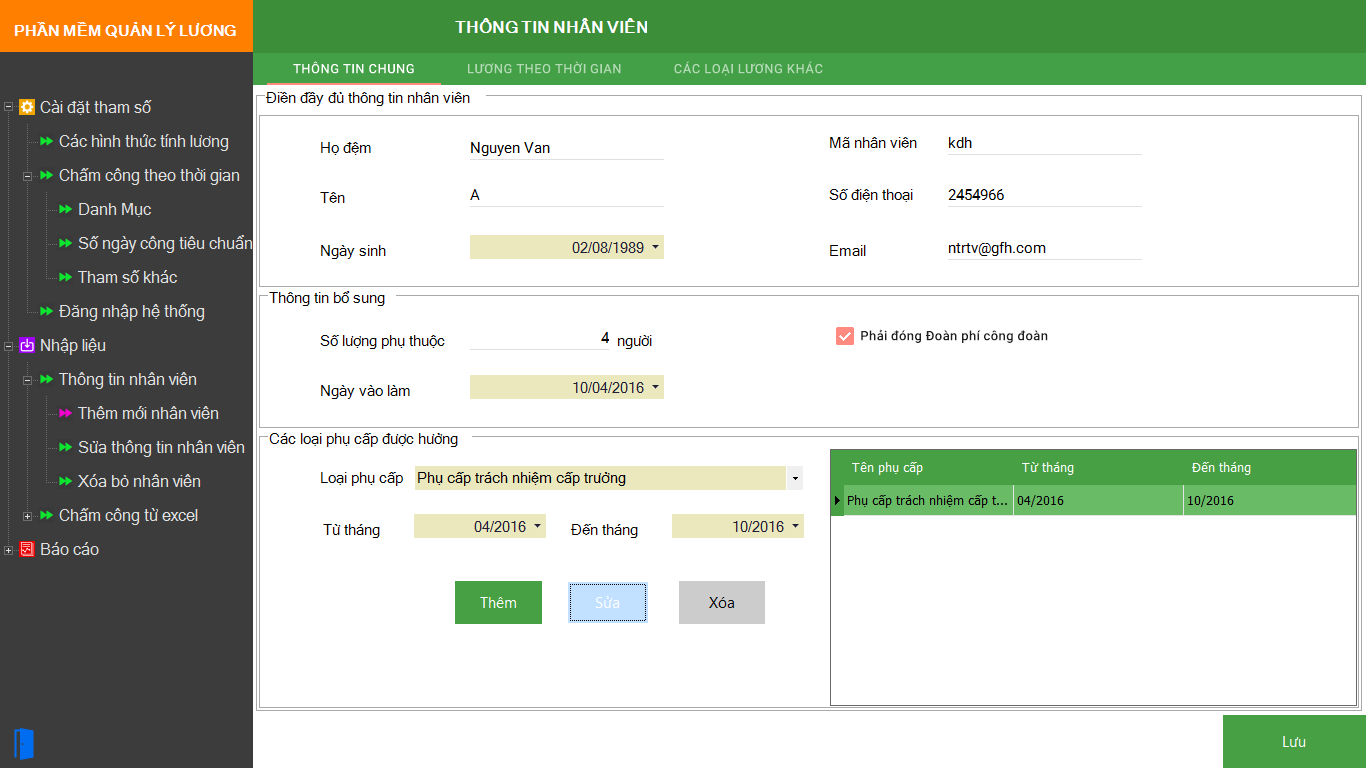 PHẦN MỀM QUẢN LÝ LƯƠNG
THÔNG TIN NHÂN VIÊN
THÔNG TIN CHUNG
LƯƠNG THEO THỜI GIAN
CÁC LOẠI LƯƠNG KHÁC
Cài đặt tham số
Các hình thức tính lương
Chấm công theo thời gian
Danh Mục
Số ngày công tiêu chuẩn
Tham số khác
Đăng nhập hệ thống
Nhập liệu
Thông tin nhân viên
Thêm mới nhân viên
Sửa thông tin nhân viên
Xóa bỏ nhân viên
Chấm công từ excel
Báo cáo
Điền đầy đủ thông tin nhân viên
Họ đệm
Nguyen Van
Mã nhân viên
kdh
Tên
A
Số điện thoại
2454966
Ngày sinh
02/08/1989
Email
ntrtv@gfh.com
Thông tin bổ sung
Số lượng phụ thuộc
4
người
Phải đóng Đoàn phí công đoàn
Ngày vào làm
10/04/2016
Các loại phụ cấp được hưởng
Loại phụ cấp
Phụ cấp trách nhiệm cấp trưởng
Từ tháng
04/2016
Đến tháng
10/2016
Thêm
Sửa
Xóa
Tên phụ cấp
Từ tháng
Đến tháng
Phụ cấp trách nhiệm cấp t...
04/2016
10/2016
Lưu